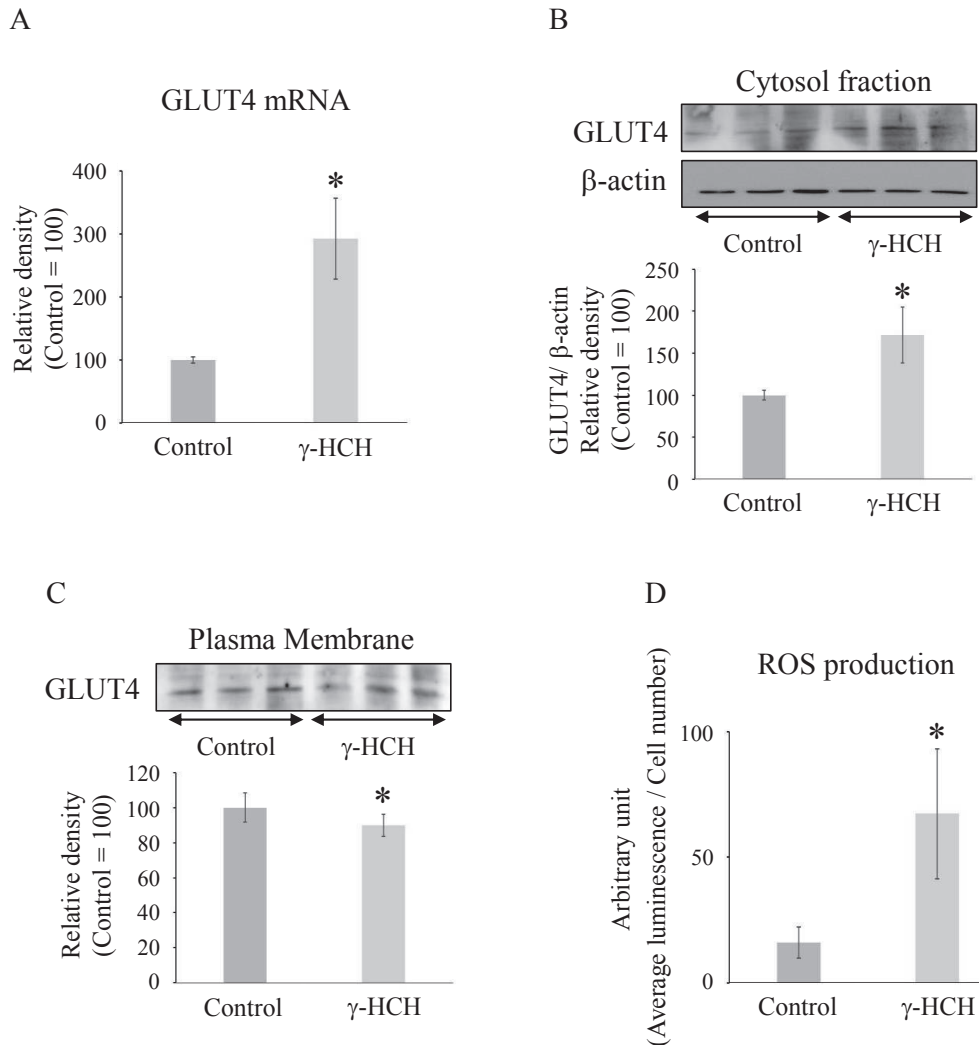 A
GLUT4 mRNA
Relative density
(Control = 100)
400
300
200
100
0
*
Control
γ-HCH
B
Cytosol fraction
GLUT4
β-actin
Control
γ-HCH
GLUT4/ β-actin
Relative density
(Control = 100)
250
200
150
100
50
0
*
Control
γ-HCH
C
Plasma Membrane
GLUT4
Control
γ-HCH
Relative density
(Control = 100)
120
100
80
60
40
20
0
*
Control
γ-HCH
D
ROS production
Arbitrary unit
(Average luminescence / Cell number)
100
50
0
*
Control
γ-HCH